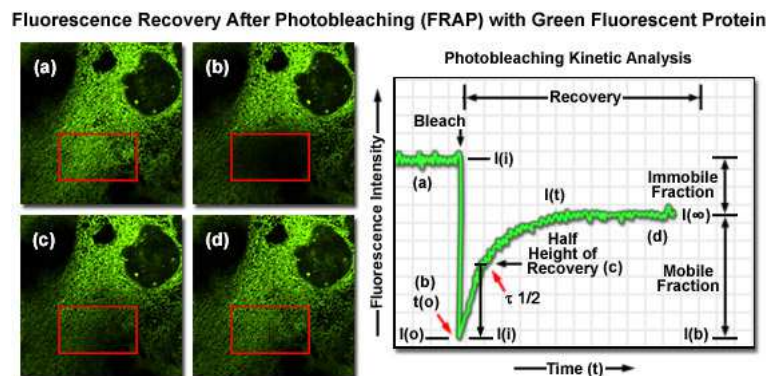 Fluorescence Recovery After Photobleaching (FRAP) with Green Fluorescent Protein
(a)
(b)
(c)
(d)
Photobleaching Kinetic Analysis
Recovery
Bleach
I(i)
(a)
Immobile
Fraction
I(t)
I(∞)
(d)
Half
Height of
Recovery (c)
Mobile
Fraction
(b)
t(o)
τ 1/2
I(o)
I(i)
I(b)
Fluorescence Intensity
Time (t)